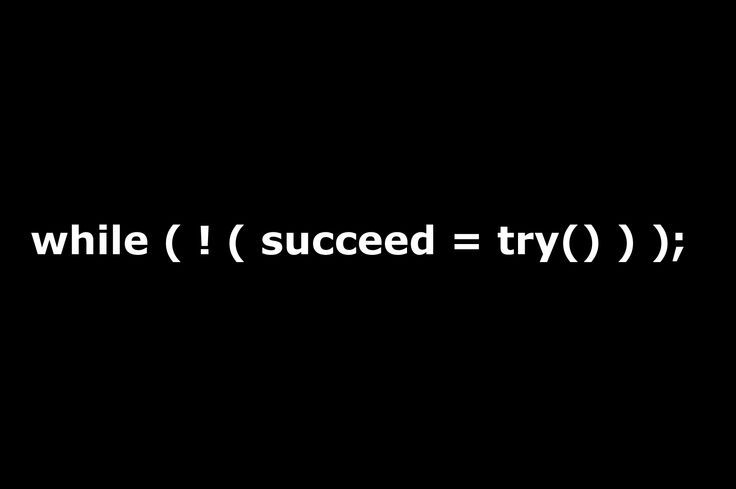 while ( ! ( succeed = try() ) );